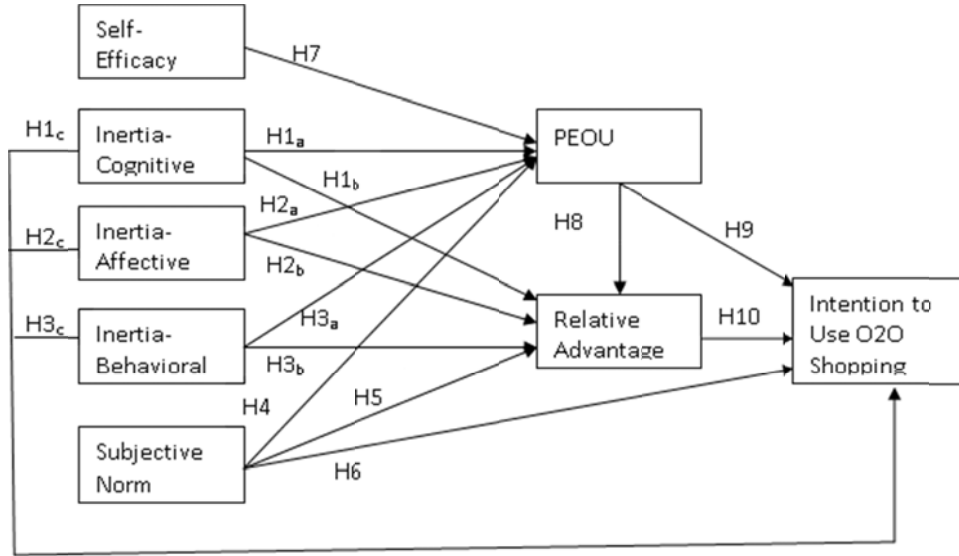 Self-
Efficacy
H7
H1c
Inertia-
Cognitive
H1a
PEOU
H1b
H2a
H2c
Inertia-
Affective
H2b
H8
H9
H3c
Inertia-
Behavioral
H3a
H3b
Relative
Advantage
H10
Intention to
Use O2O
Shopping
H4
H5
Subjective
Norm
H6